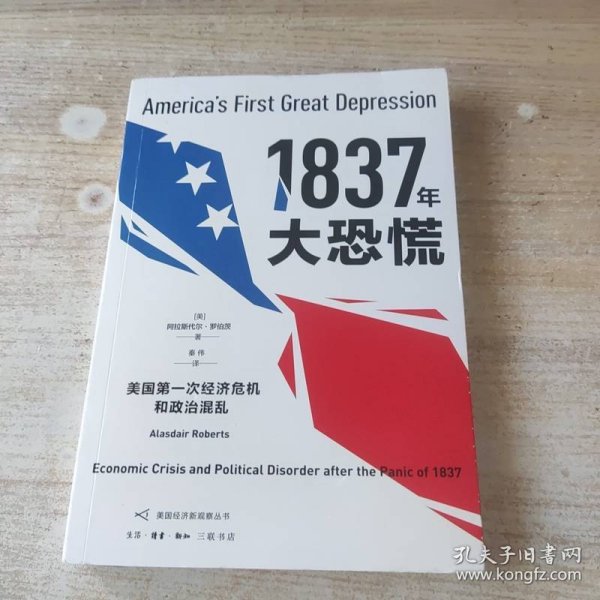 America's First Great Depression
1837年
大恐慌
[美]
阿拉斯代尔·罗伯茨
著
秦伟
译
美国第一次经济危机
和政治混乱
Alasdair Roberts
Economic Crisis and Political Disorder after the Panic of 1837
美国经济新观察丛书
生活·读书·新知 三联书店
孔夫子旧书网
www.kongfz.com